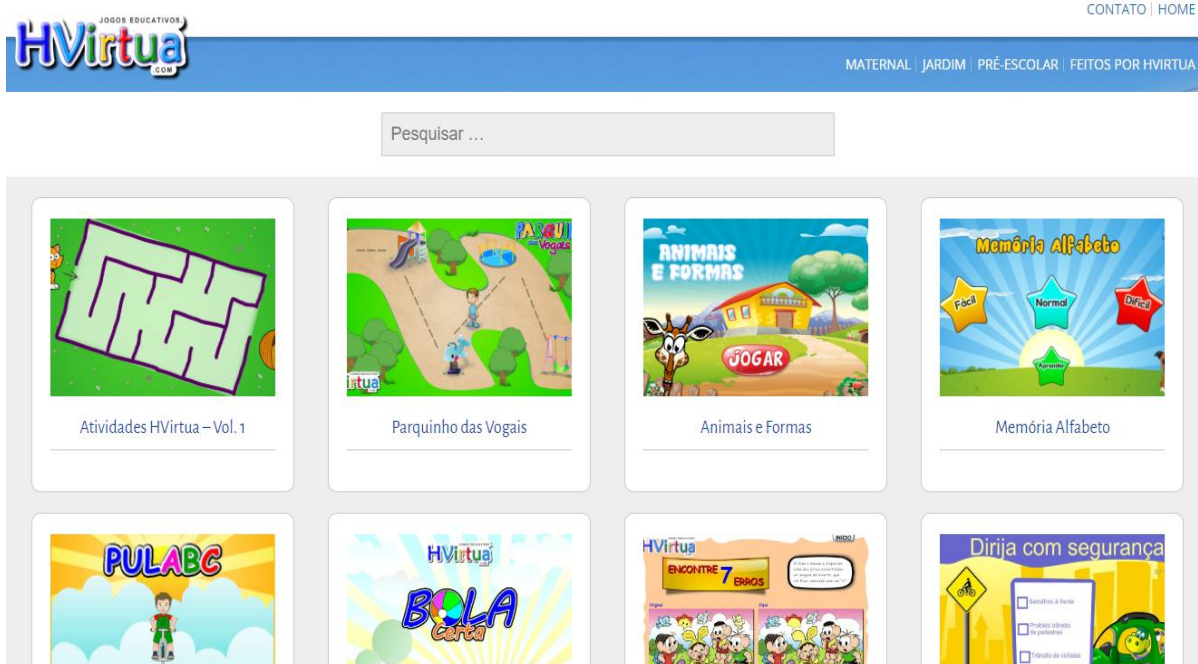 CONTATO | HOME
JOGOS EDUCATIVOS
HVirtua
.COM
MATERNAL | JARDIM | PRÉ-ESCOLAR | FEITOS POR HVIRTUA
Pesquisar ...
PARQUI
das Vogais
irtua
ANIMAIS
E FORMAS
JOGAR
Memória Alfabeto
Fácil
Normal
Difícil
Aprender
Atividades HVirtua – Vol. 1
Parquinho das Vogais
Animais e Formas
Memória Alfabeto
PULABC
HVirtua
BOLA
Certa
HVirtua
INÍCIO
ENCONTRE 7
ERROS
Original
Dirija com segurança
Semáforo à frente
Proibido trânsito
de pedestres
Trânsito de ciclistas